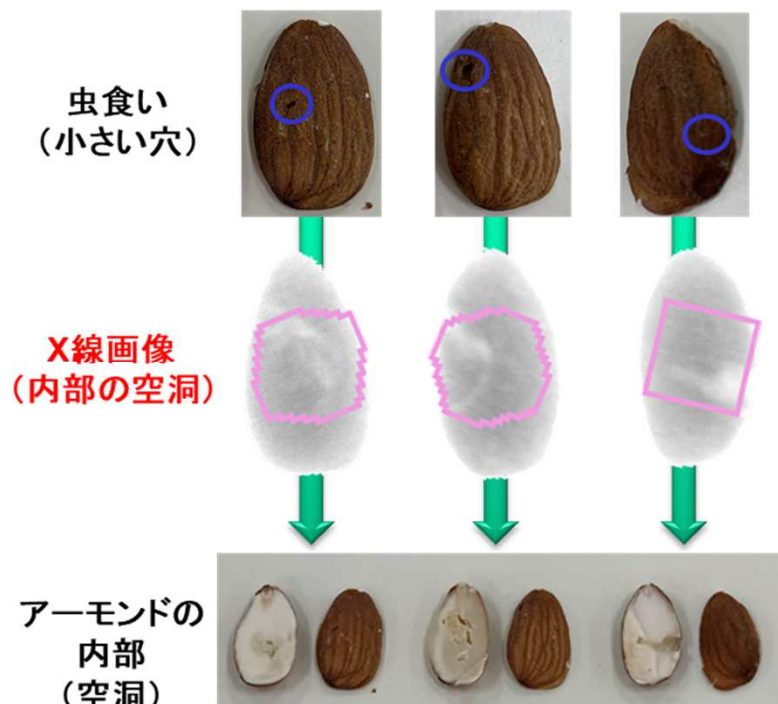 虫食い
（小さい穴）
X線画像
（内部の空洞）
アーモンドの
内部
（空洞）